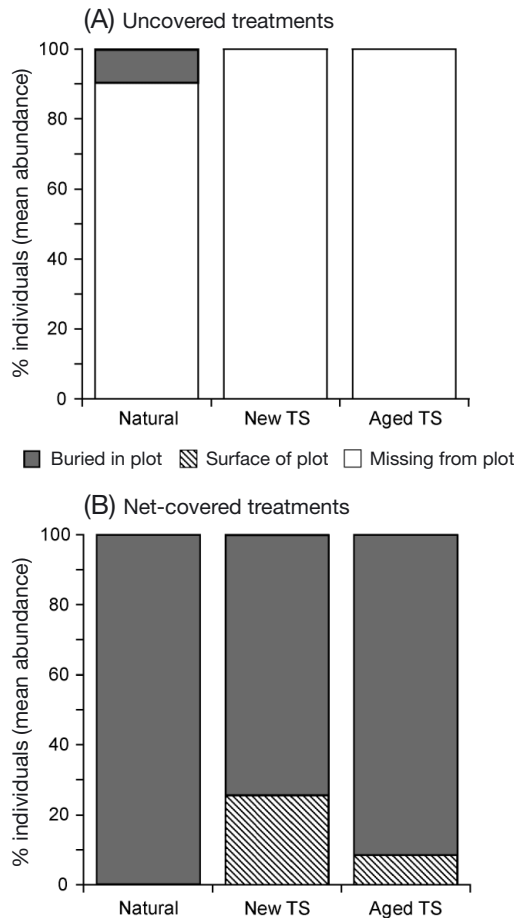 (A) Uncovered treatments
% individuals (mean abundance)
100
80
60
40
20
0
Natural New TS Aged TS
Buried in plot Surface of plot Missing from plot
(B) Net-covered treatments
% individuals (mean abundance)
100
80
60
40
20
0
Natural New TS Aged TS